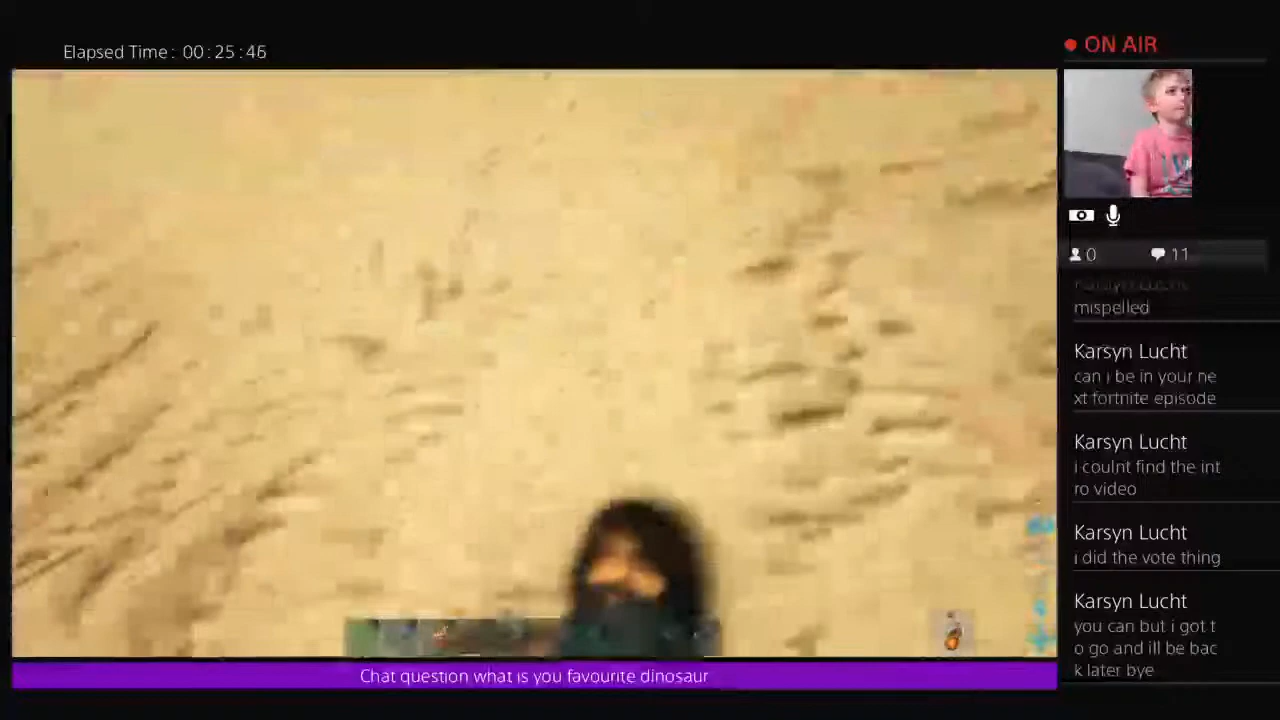 Elapsed Time: 00:25:46
ON AIR
0
11
mispelled
Karsyn Lucht
can i be in your ne
xt fortnite episode
Karsyn Lucht
i coulnt find the int
ro video
Karsyn Lucht
i did the vote thing
Karsyn Lucht
you can but i got t
o go and ill be bac
k later bye
Chat question what is you favourite dinosaur